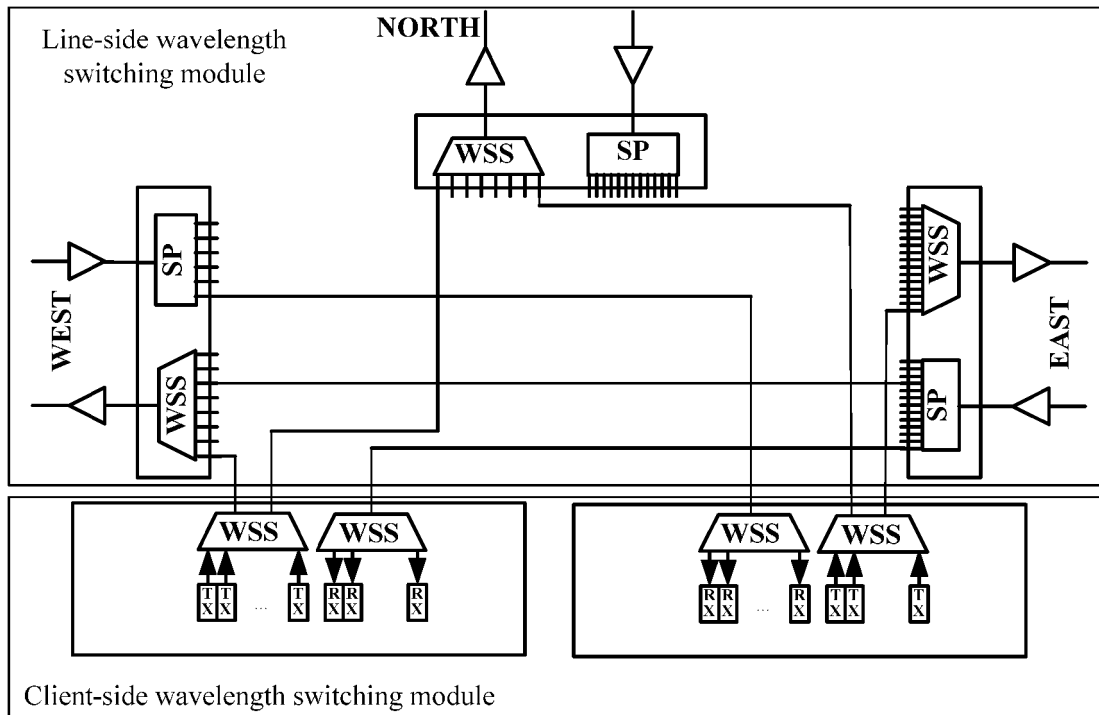 Line-side wavelength
switching module
NORTH
WSS
SP
SP
WSS
WEST
WSS
EAST
WSS
SP
WSS
WSS
WSS
WSS
TX
TX
...
TX
RX
RX
RX
RX
RX
...
RX
TX
TX
TX
Client-side wavelength switching module